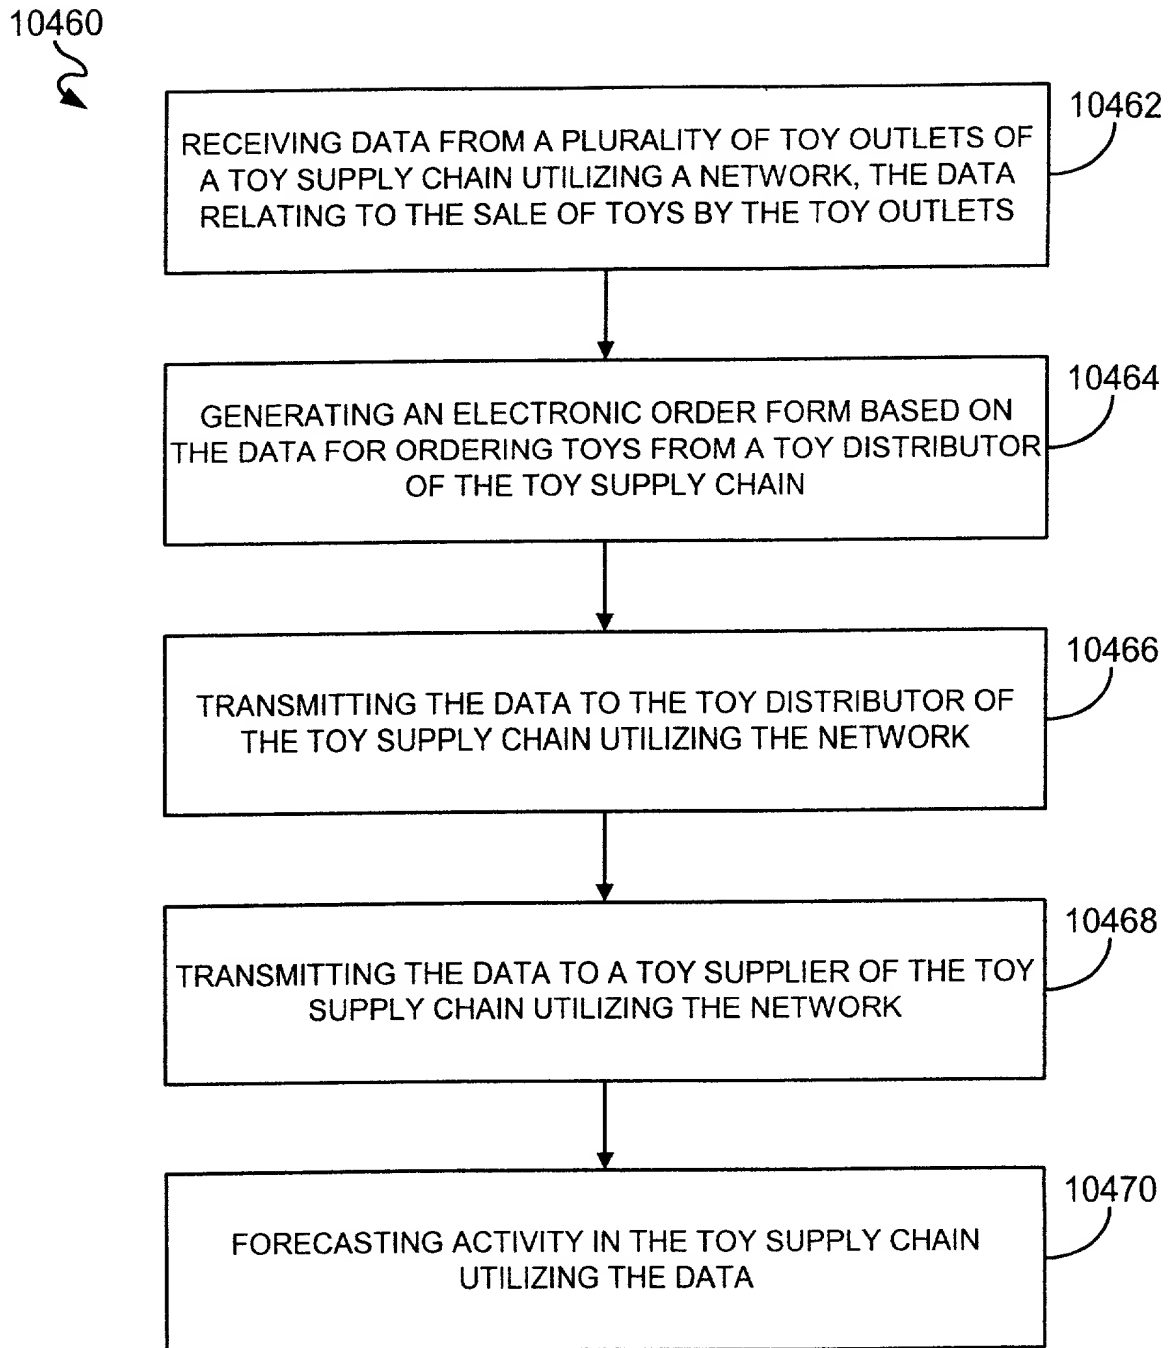 10460
10462
RECEIVING DATA FROM A PLURALITY OF TOY OUTLETS OF
A TOY SUPPLY CHAIN UTILIZING A NETWORK, THE DATA
RELATING TO THE SALE OF TOYS BY THE TOY OUTLETS
10464
GENERATING AN ELECTRONIC ORDER FORM BASED ON
THE DATA FOR ORDERING TOYS FROM A TOY DISTRIBUTOR
OF THE TOY SUPPLY CHAIN
10466
TRANSMITTING THE DATA TO THE TOY DISTRIBUTOR OF
THE TOY SUPPLY CHAIN UTILIZING THE NETWORK
10468
TRANSMITTING THE DATA TO A TOY SUPPLIER OF THE TOY
SUPPLY CHAIN UTILIZING THE NETWORK
10470
FORECASTING ACTIVITY IN THE TOY SUPPLY CHAIN
UTILIZING THE DATA